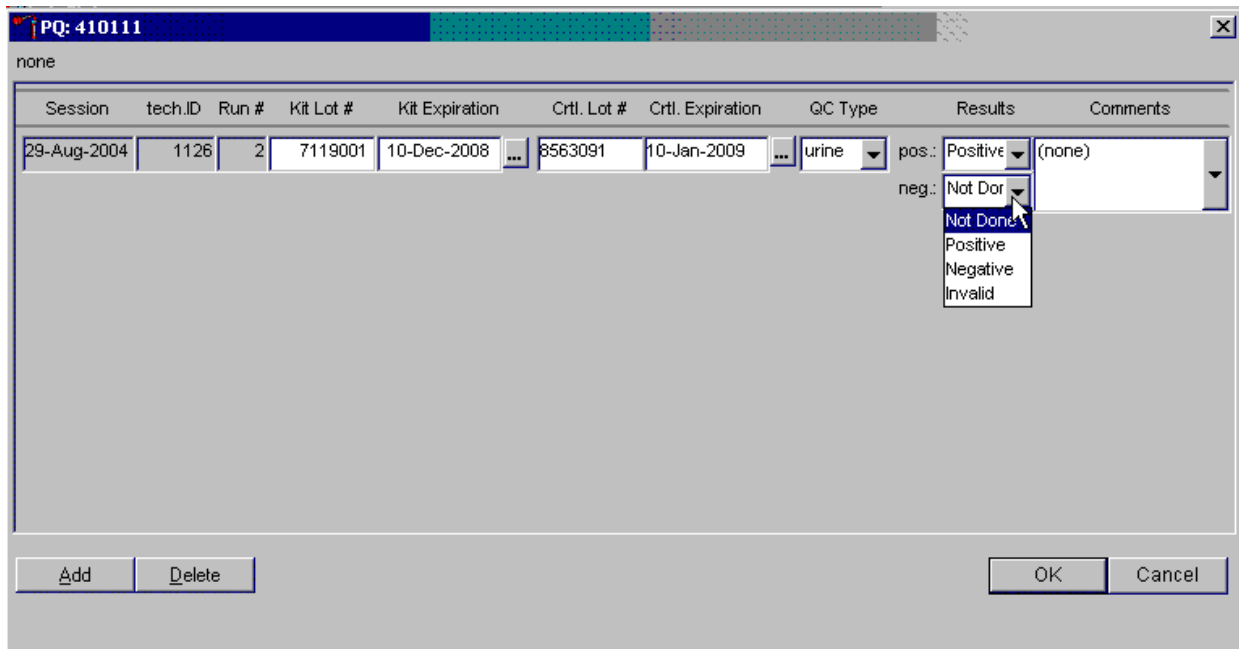 PQ: 410111
none
Session tech.ID Run # Kit Lot # Kit Expiration Crtl. Lot # Crtl. Expiration QC Type Results Comments
29-Aug-2004 1126 2 7119001 10-Dec-2008 ... 8563091 10-Jan-2009 ... urine pos.: Positive (none)
neg.: Not Dor
Not Done
Positive
Negative
Invalid
Add Delete OK Cancel